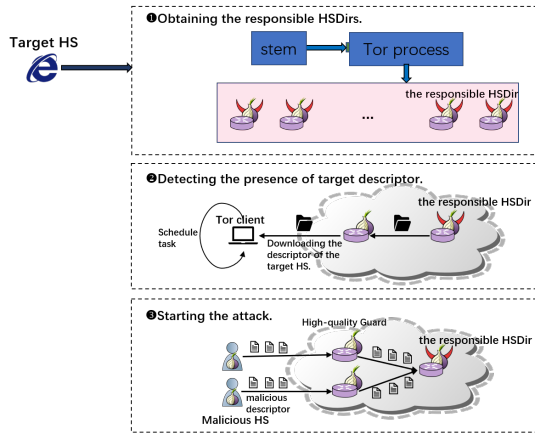 Target HS
❶Obtaining the responsible HSDirs.
stem
Tor process
the responsible HSDir
...
❷Detecting the presence of target descriptor.
the responsible HSDir
Tor client
Schedule
task
Downloading the
descriptor of the
target HS.
❸Starting the attack.
High-quality Guard
the responsible HSDir
malicious
descriptor
Malicious HS